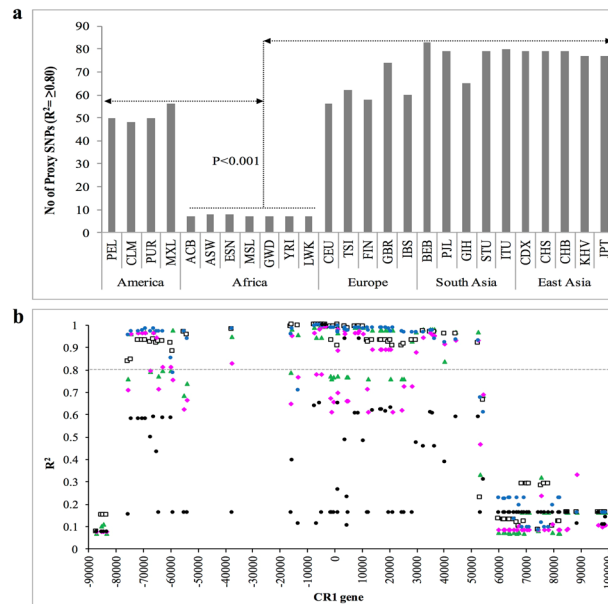 a
No of Proxy SNPs (R²= ≥0.80)
90
80
70
60
50
40
30
20
10
0
P<0.001
PEL CLM PUR MXL ACB ASW ESN MSL GWD YRI LWK CEU TSI FIN GBR IBS BEB PJL GIH STU ITU CDX CHS CHB KHV JPT
America Africa Europe South Asia East Asia
b
R²
1
0.9
0.8
0.7
0.6
0.5
0.4
0.3
0.2
0.1
0
-90000 -80000 -70000 -60000 -50000 -40000 -30000 -20000 -10000 0 10000 20000 30000 40000 50000 60000 70000 80000 90000 100000
CR1 gene